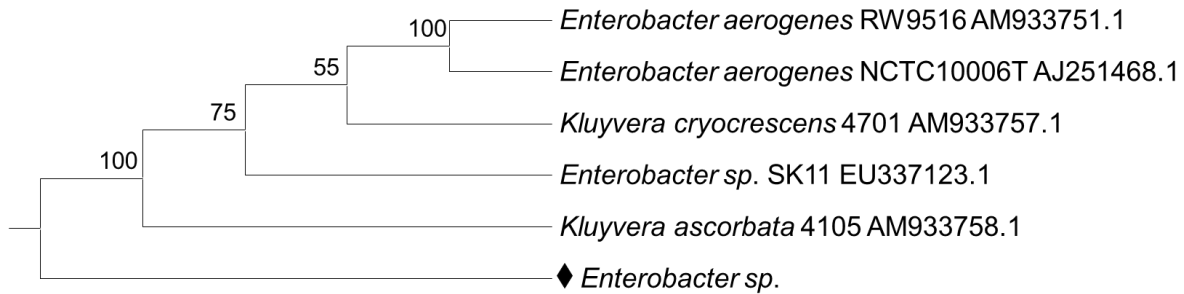 Enterobacter aerogenes RW9516 AM933751.1
100
Enterobacter aerogenes NCTC10006T AJ251468.1
55
Kluyvera cryocrescens 4701 AM933757.1
75
Enterobacter sp. SK11 EU337123.1
100
Kluyvera ascorbata 4105 AM933758.1
♦ Enterobacter sp.